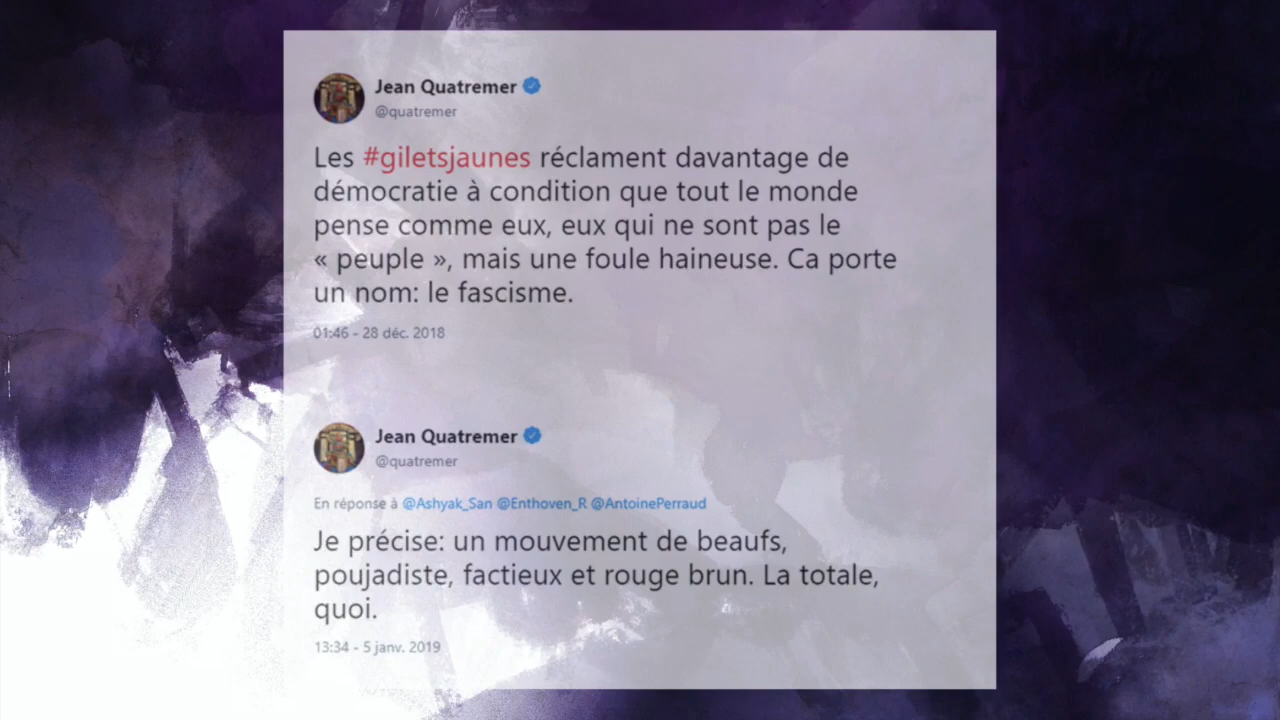 Jean Quatremer
@quatremer
Les #giletsjaunes réclament davantage de
démocratie à condition que tout le monde
pense comme eux, eux qui ne sont pas le
« peuple », mais une foule haineuse. Ca porte
un nom: le fascisme.
01:46 - 28 déc. 2018
Jean Quatremer
@quatremer
En réponse à @Ashyak_San @Enthoven_R @AntoinePerraud
Je précise: un mouvement de beaufs,
poujadiste, factieux et rouge brun. La totale,
quoi.
13:34 - 5 janv. 2019